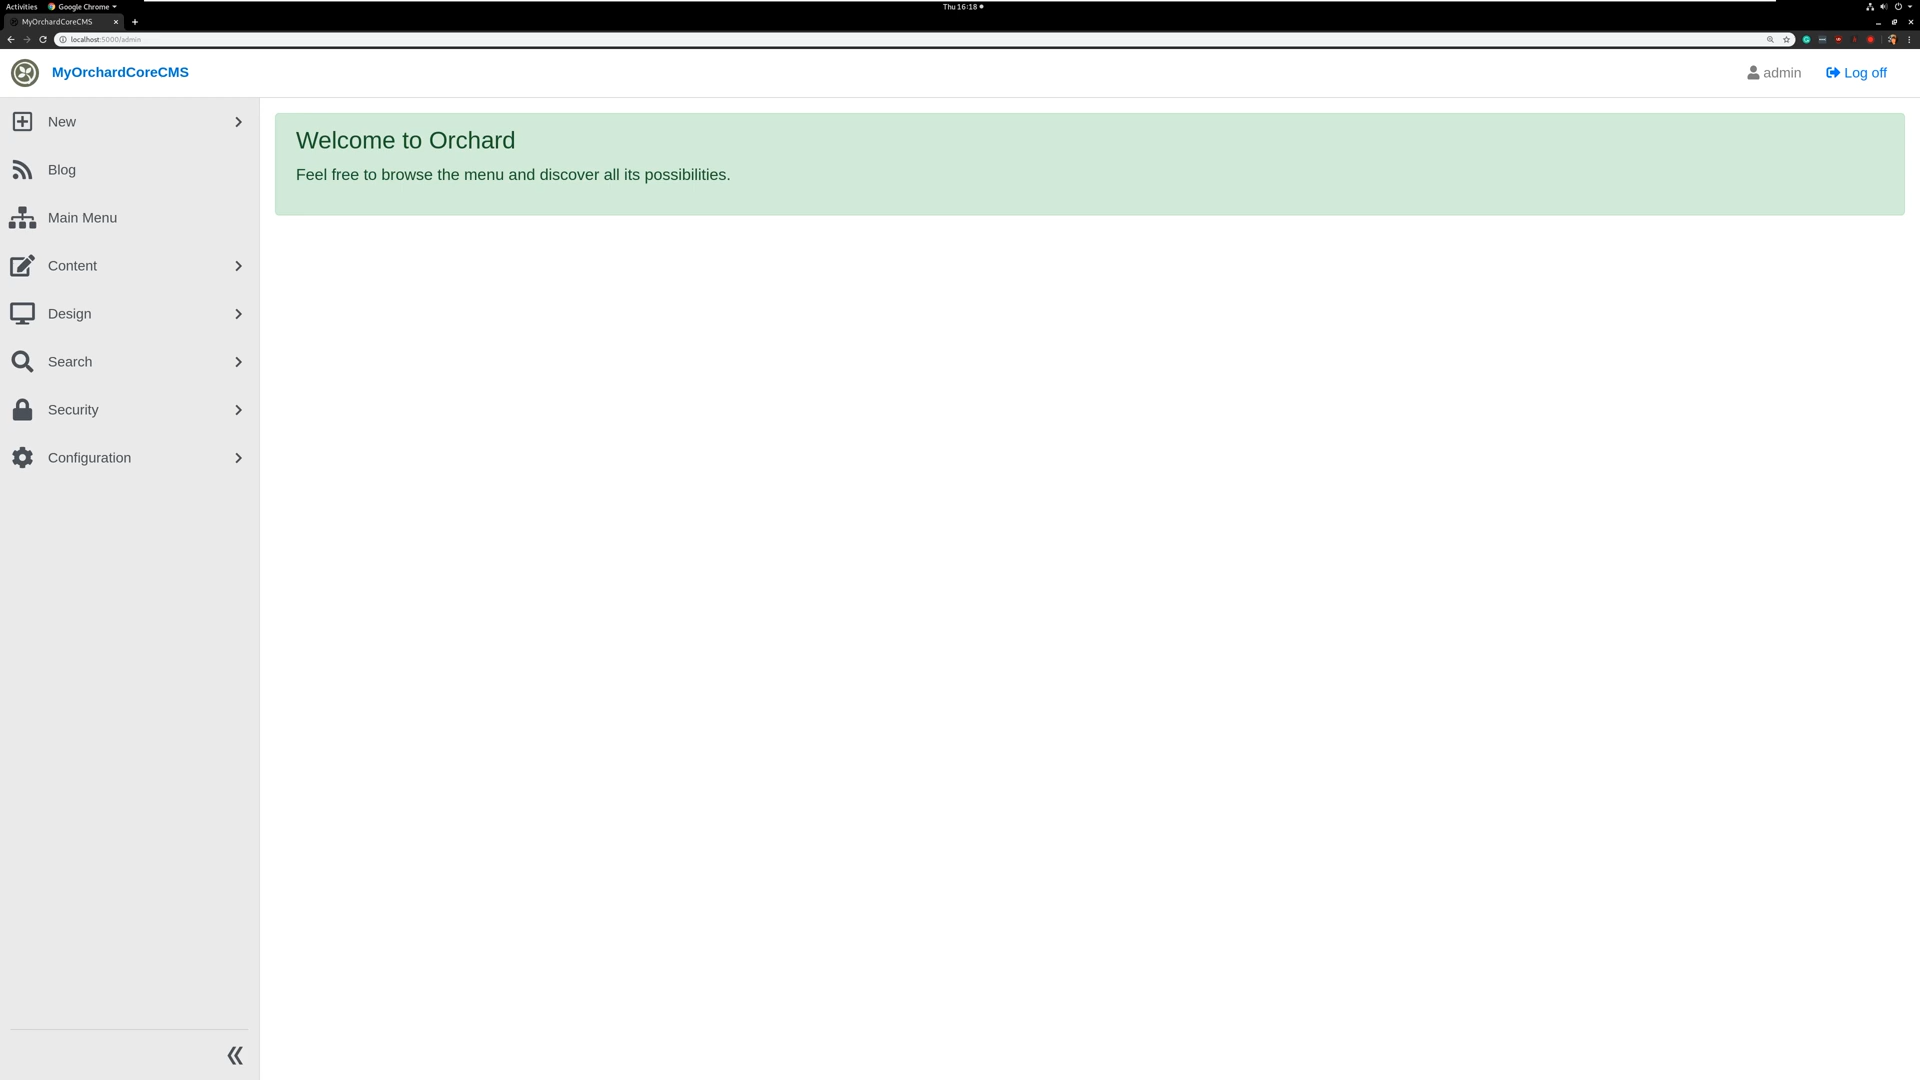 Activities
Google Chrome
Thu 16:18
MyOrchardCoreCMS
localhost:5000/admin
MyOrchardCoreCMS
admin
Log off
New
Blog
Main Menu
Content
Design
Search
Security
Configuration
Welcome to Orchard
Feel free to browse the menu and discover all its possibilities.